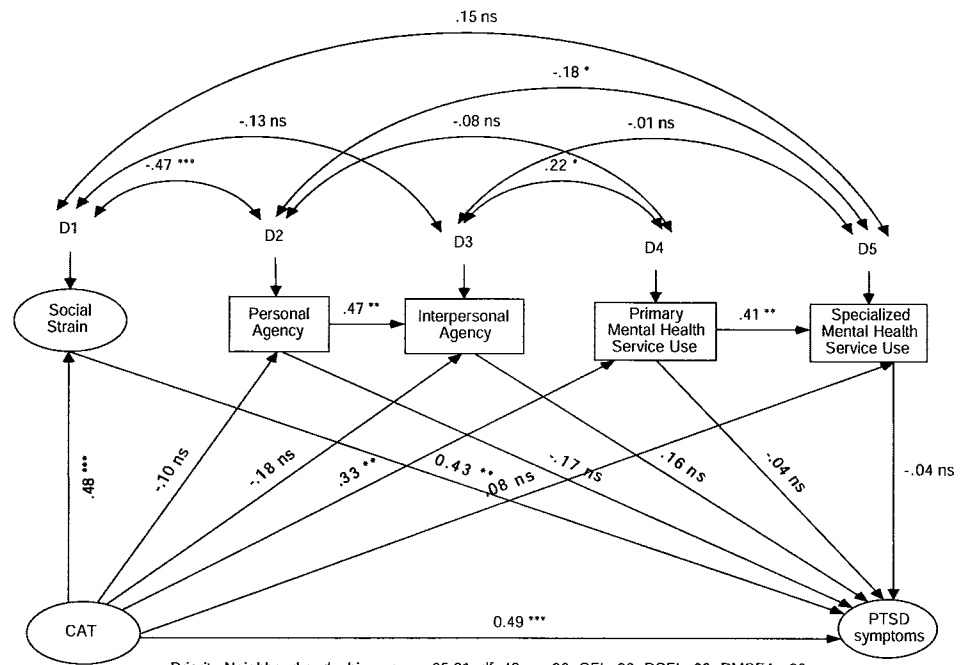 .15 ns
-.18 *
-.13 ns
-.08 ns
-.01 ns
-.47 ***
.22 *
D1
D2
D3
D4
D5
Social
Strain
Personal
Agency
.47 **
Interpersonal
Agency
Primary
Mental Health
Service Use
.41 **
Specialized
Mental Health
Service Use
.48 ***
-.10 ns
-.18 ns
.33 **
0.43 **
.08 ns
-.17 ns
.16 ns
-.04 ns
-.04 ns
CAT
0.49 ***
PTSD
symptoms